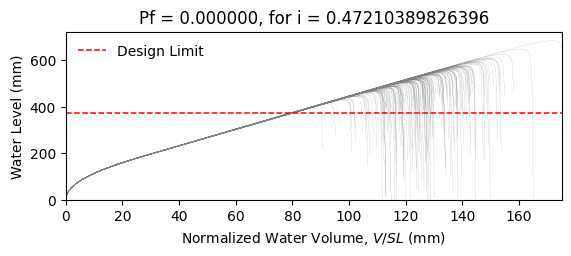 Pf = 0.000000, for i = 0.47210389826396
Water Level (mm)
600
400
200
0
Design Limit
0 20 40 60 80 100 120 140 160
Normalized Water Volume, V/SL (mm)